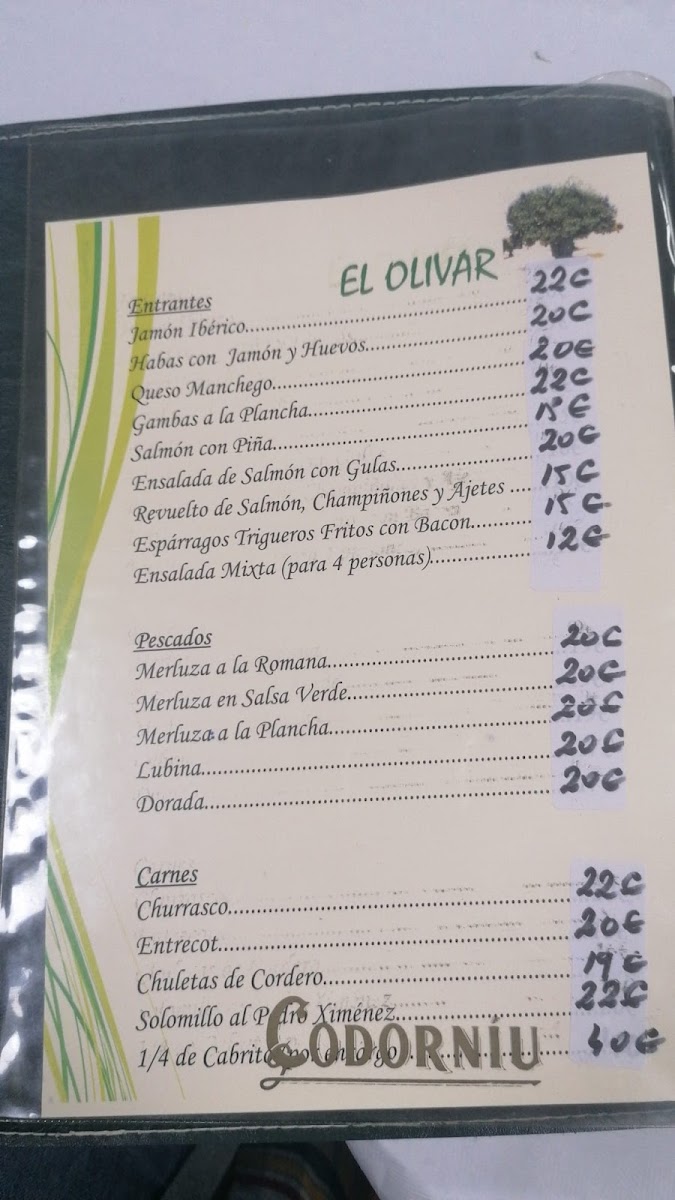 EL OLIVAR
Entrantes
Jamón Ibérico 22€
Habas con Jamón y Huevos 20€
Queso Manchego 20€
Gambas a la Plancha 22€
Salmón con Piña 15€
Ensalada de Salmón con Gulas 20€
Revuelto de Salmón, Champiñones y Ajetes 15€
Espárragos Trigueros Fritos con Bacon 15€
Ensalada Mixta (para 4 personas) 12€
Pescados
Merluza a la Romana 20€
Merluza en Salsa Verde 20€
Merluza a la Plancha 20€
Lubina 20€
Dorada 20€
Carnes
Churrasco 22€
Entrecot 20€
Chuletas de Cordero 19€
Solomillo al Pedro Ximénez 22€
1/4 de Cabrito (por encargo) 40€
CODORNÍU